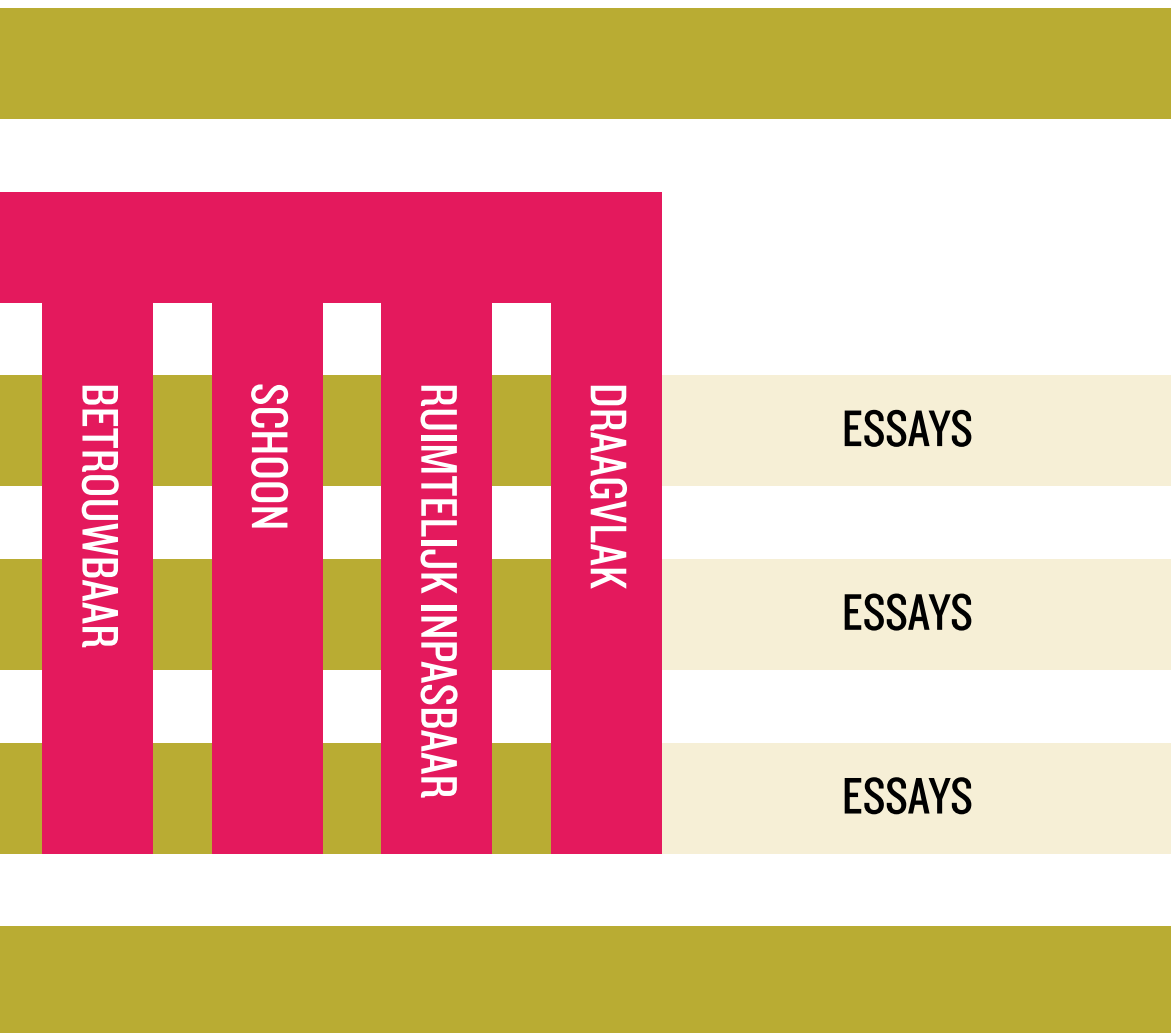 BETROUWBAAR
SCHOON
RUIMTELIJK INPASBAAR
DRAAGVLAK
ESSAYS
ESSAYS
ESSAYS